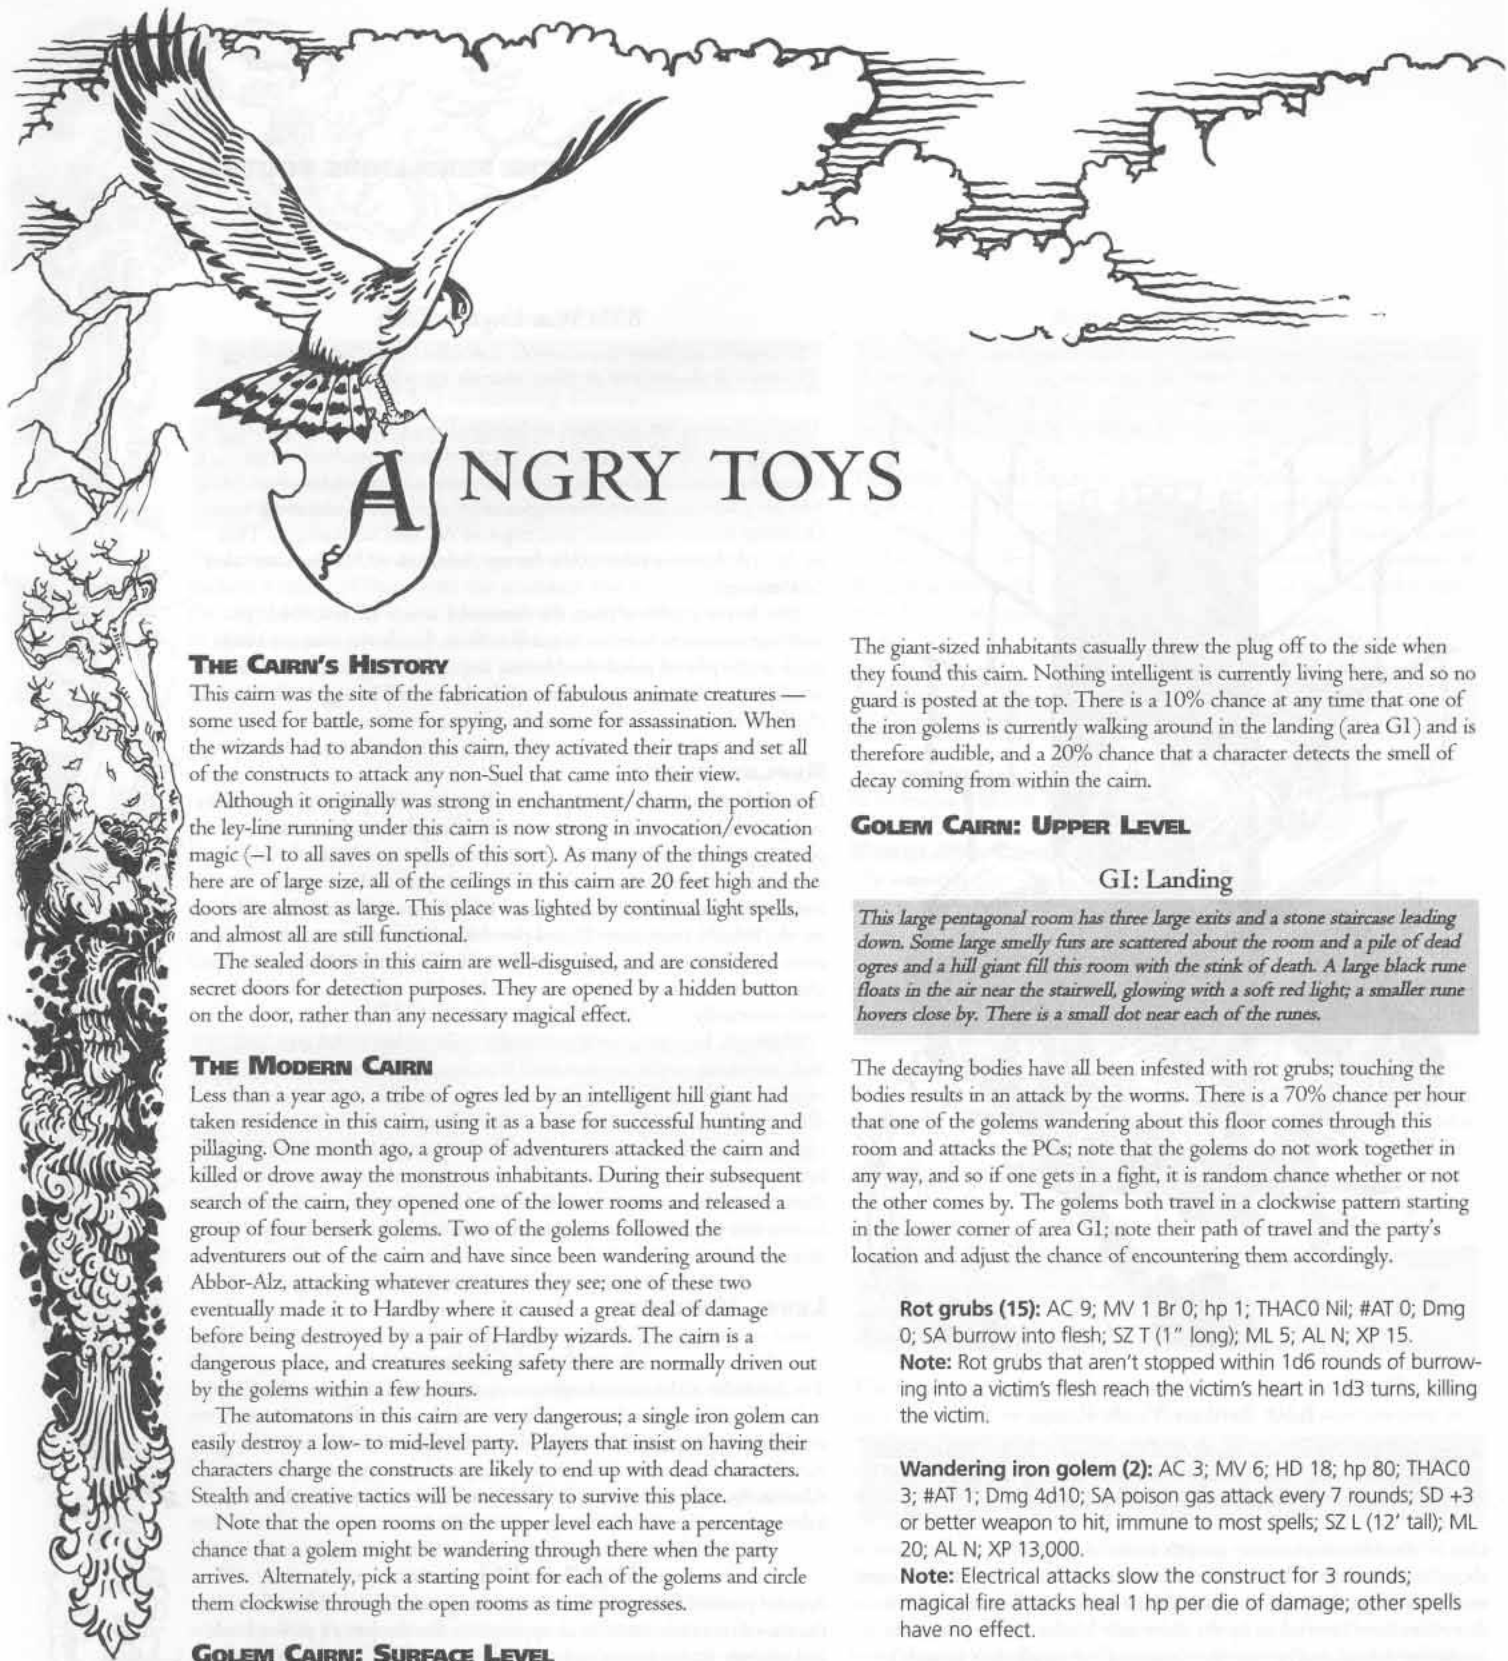 ANGRY TOYS
THE CAIRN'S HISTORY
This cairn was the site of the fabrication of fabulous animate creatures —
some used for battle, some for spying, and some for assassination. When
the wizards had to abandon this cairn, they activated their traps and set all
of the constructs to attack any non-Suel that came into their view.
Although it originally was strong in enchantment/charm, the portion of
the ley-line running under this cairn is now strong in invocation/evocation
magic (–1 to all saves on spells of this sort). As many of the things created
here are of large size, all of the ceilings in this cairn are 20 feet high and the
doors are almost as large. This place was lighted by continual light spells,
and almost all are still functional.
The sealed doors in this cairn are well-disguised, and are considered
secret doors for detection purposes. They are opened by a hidden button
on the door, rather than any necessary magical effect.
THE MODERN CAIRN
Less than a year ago, a tribe of ogres led by an intelligent hill giant had
taken residence in this cairn, using it as a base for successful hunting and
pillaging. One month ago, a group of adventurers attacked the cairn and
killed or drove away the monstrous inhabitants. During their subsequent
search of the cairn, they opened one of the lower rooms and released a
group of four berserk golems. Two of the golems followed the
adventurers out of the cairn and have since been wandering around the
Abbor-Alz, attacking whatever creatures they see; one of these two
eventually made it to Hardby where it caused a great deal of damage
before being destroyed by a pair of Hardby wizards. The cairn is a
dangerous place, and creatures seeking safety there are normally driven out
by the golems within a few hours.
The automatons in this cairn are very dangerous; a single iron golem can
easily destroy a low- to mid-level party. Players that insist on having their
characters charge the constructs are likely to end up with dead characters.
Stealth and creative tactics will be necessary to survive this place.
Note that the open rooms on the upper level each have a percentage
chance that a golem might be wandering through there when the party
arrives. Alternately, pick a starting point for each of the golems and circle
them clockwise through the open rooms as time progresses.
GOLEM CAIRN: SURFACE LEVEL
The giant-sized inhabitants casually threw the plug off to the side when
they found this cairn. Nothing intelligent is currently living here, and so no
guard is posted at the top. There is a 10% chance at any time that one of
the iron golems is currently walking around in the landing (area G1) and is
therefore audible, and a 20% chance that a character detects the smell of
decay coming from within the cairn.
GOLEM CAIRN: UPPER LEVEL
G1: Landing
This large pentagonal room has three large exits and a stone staircase leading
down. Some large smelly furs are scattered about the room and a pile of dead
ogres and a hill giant fill this room with the stink of death. A large black rune
floats in the air near the stairwell, glowing with a soft red light; a smaller rune
hovers close by. There is a small dot near each of the runes.
The decaying bodies have all been infested with rot grubs; touching the
bodies results in an attack by the worms. There is a 70% chance per hour
that one of the golems wandering about this floor comes through this
room and attacks the PCs; note that the golems do not work together in
any way, and so if one gets in a fight, it is random chance whether or not
the other comes by. The golems both travel in a clockwise pattern starting
in the lower corner of area G1; note their path of travel and the party's
location and adjust the chance of encountering them accordingly.
Rot grubs (15): AC 9; MV 1 Br 0; hp 1; THAC0 Nil; #AT 0; Dmg
0; SA burrow into flesh; SZ T (1" long); ML 5; AL N; XP 15.
Note: Rot grubs that aren't stopped within 1d6 rounds of burrow-
ing into a victim's flesh reach the victim's heart in 1d3 turns, killing
the victim.
Wandering iron golem (2): AC 3; MV 6; HD 18; hp 80; THAC0
3; #AT 1; Dmg 4d10; SA poison gas attack every 7 rounds; SD +3
or better weapon to hit, immune to most spells; SZ L (12' tall); ML
20; AL N; XP 13,000.
Note: Electrical attacks slow the construct for 3 rounds;
magical fire attacks heal 1 hp per die of damage; other spells
have no effect.